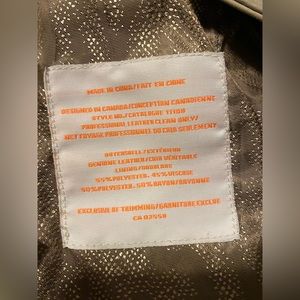 MADE IN CHINA/FAIT EN CHINE
DESIGNED IN CANADA/CONCEPTION CANADIENNE
STYLE NO./CATALOGUE
PROFESSIONAL LEATHER CLEAN ONLY/
NETTOYAGE PROFESSIONNEL DU CUIR SEULEMENT
OUTERSHELL/EXTÉRIEUR
GENUINE LEATHER/CUIR VÉRITABLE
LINING/DOUBLURE
55% POLYESTER, 45% VISCOSE
50% POLYESTER, 50% RAYON/RAYONNE
EXCLUSIVE OF TRIMMING/GARNITURE EXCLUE
CA 02550